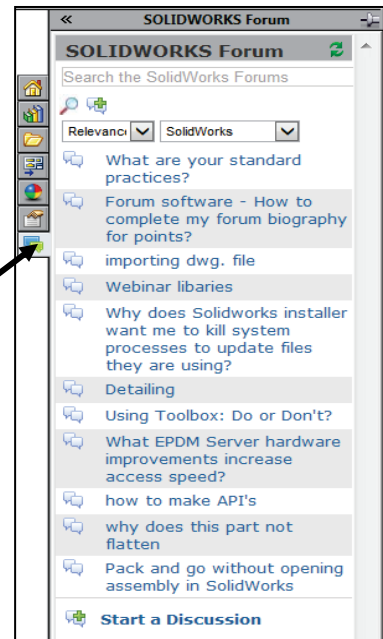 SOLIDWORKS Forum
SOLIDWORKS Forum
Search the SolidWorks Forums
Relevanc SolidWorks
What are your standard
practices?
Forum software - How to
complete my forum biography
for points?
importing dwg. file
Webinar libaries
Why does Solidworks installer
want me to kill system
processes to update files
they are using?
Detailing
Using Toolbox: Do or Don't?
What EPDM Server hardware
improvements increase
access speed?
how to make API's
why does this part not
flatten
Pack and go without opening
assembly in SolidWorks
Start a Discussion